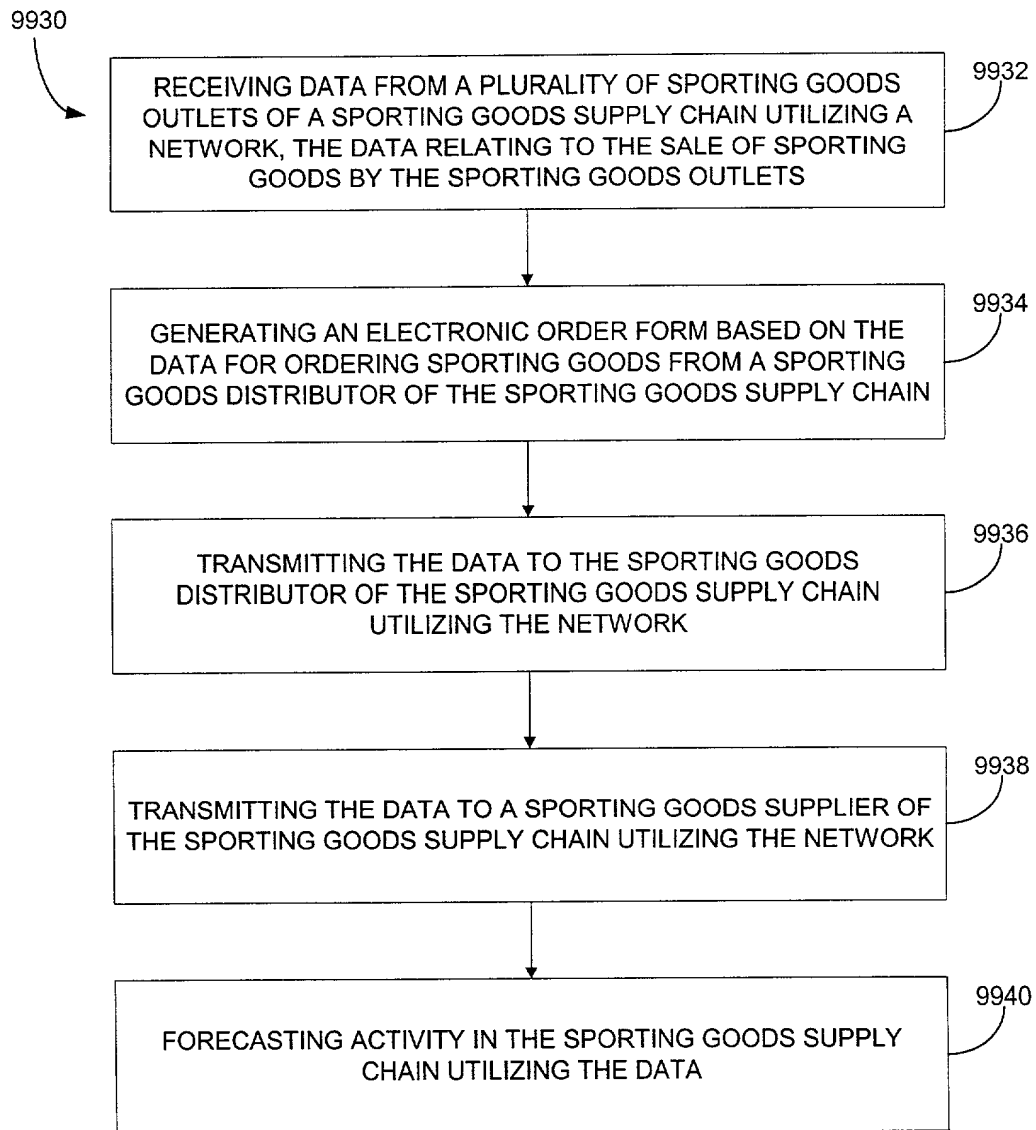 9930
9932
RECEIVING DATA FROM A PLURALITY OF SPORTING GOODS
OUTLETS OF A SPORTING GOODS SUPPLY CHAIN UTILIZING A
NETWORK, THE DATA RELATING TO THE SALE OF SPORTING
GOODS BY THE SPORTING GOODS OUTLETS
9934
GENERATING AN ELECTRONIC ORDER FORM BASED ON THE
DATA FOR ORDERING SPORTING GOODS FROM A SPORTING
GOODS DISTRIBUTOR OF THE SPORTING GOODS SUPPLY CHAIN
9936
TRANSMITTING THE DATA TO THE SPORTING GOODS
DISTRIBUTOR OF THE SPORTING GOODS SUPPLY CHAIN
UTILIZING THE NETWORK
9938
TRANSMITTING THE DATA TO A SPORTING GOODS SUPPLIER OF
THE SPORTING GOODS SUPPLY CHAIN UTILIZING THE NETWORK
9940
FORECASTING ACTIVITY IN THE SPORTING GOODS SUPPLY
CHAIN UTILIZING THE DATA